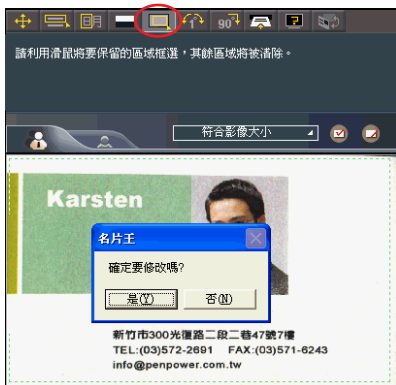 1
90°
請利用滑鼠將要保留的區域框選，其餘區域將被清除。
符合影像大小
Karsten
名片王
確定要修改嗎?
是(Y)
否(N)
新竹市300光復路二段二巷47號7樓
TEL:(03)572-2691 FAX:(03)571-6243
info@penpower.com.tw